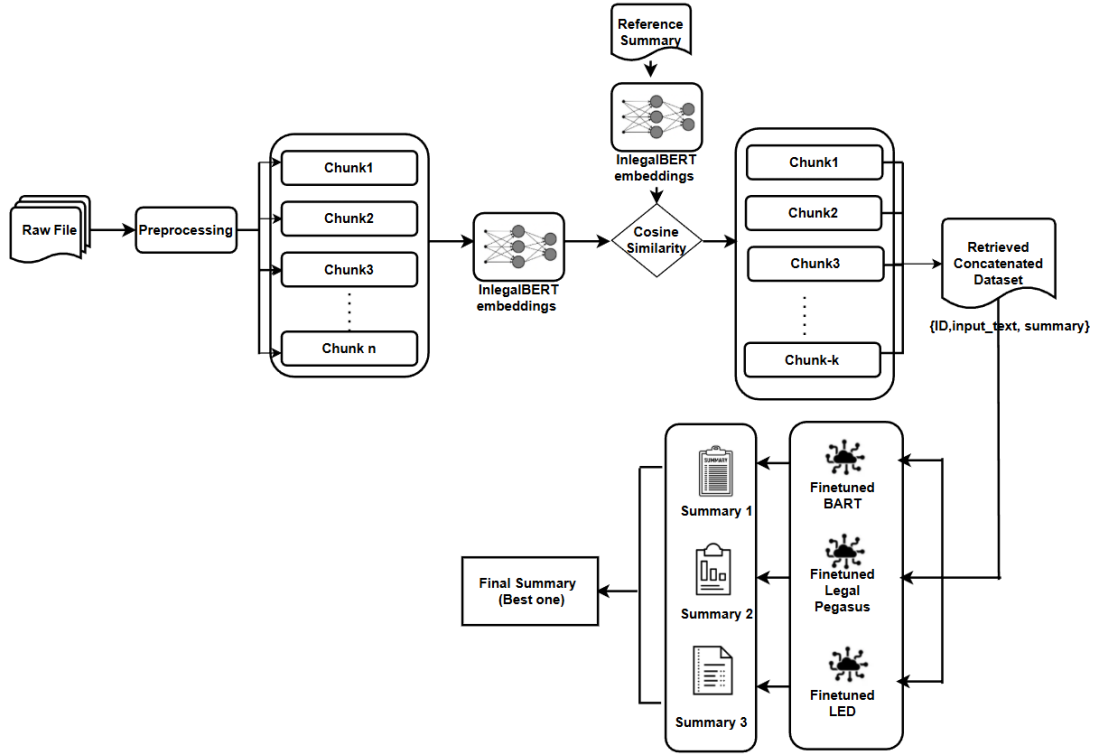 Reference
Summary
InlegalBERT
embeddings
Raw File
Preprocessing
Chunk1
Chunk2
Chunk3
Chunk n
InlegalBERT
embeddings
Cosine
Similarity
Chunk1
Chunk2
Chunk3
Chunk-k
Retrieved
Concatenated
Dataset
{ID,input_text, summary}
Finetuned
BART
Finetuned
Legal
Pegasus
Finetuned
LED
SUMMARY
Summary 1
Summary 2
Summary 3
Final Summary
(Best one)